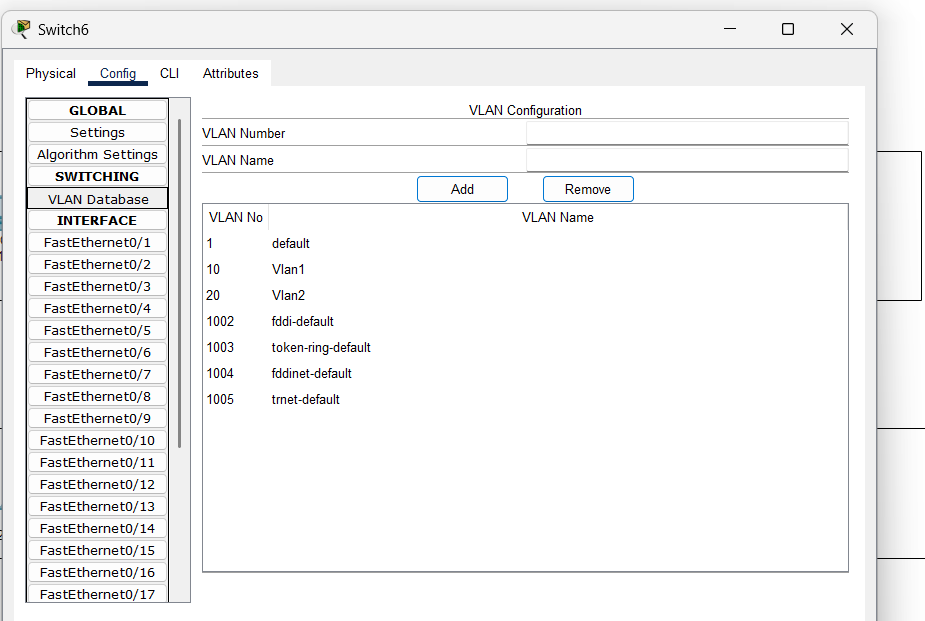 Switch6
Physical Config CLI Attributes
GLOBAL
Settings
Algorithm Settings
SWITCHING
VLAN Database
INTERFACE
FastEthernet0/1
FastEthernet0/2
FastEthernet0/3
FastEthernet0/4
FastEthernet0/5
FastEthernet0/6
FastEthernet0/7
FastEthernet0/8
FastEthernet0/9
FastEthernet0/10
FastEthernet0/11
FastEthernet0/12
FastEthernet0/13
FastEthernet0/14
FastEthernet0/15
FastEthernet0/16
FastEthernet0/17
VLAN Configuration
VLAN Number
VLAN Name
Add Remove
VLAN No VLAN Name
1 default
10 Vlan1
20 Vlan2
1002 fddi-default
1003 token-ring-default
1004 fddinet-default
1005 trnet-default